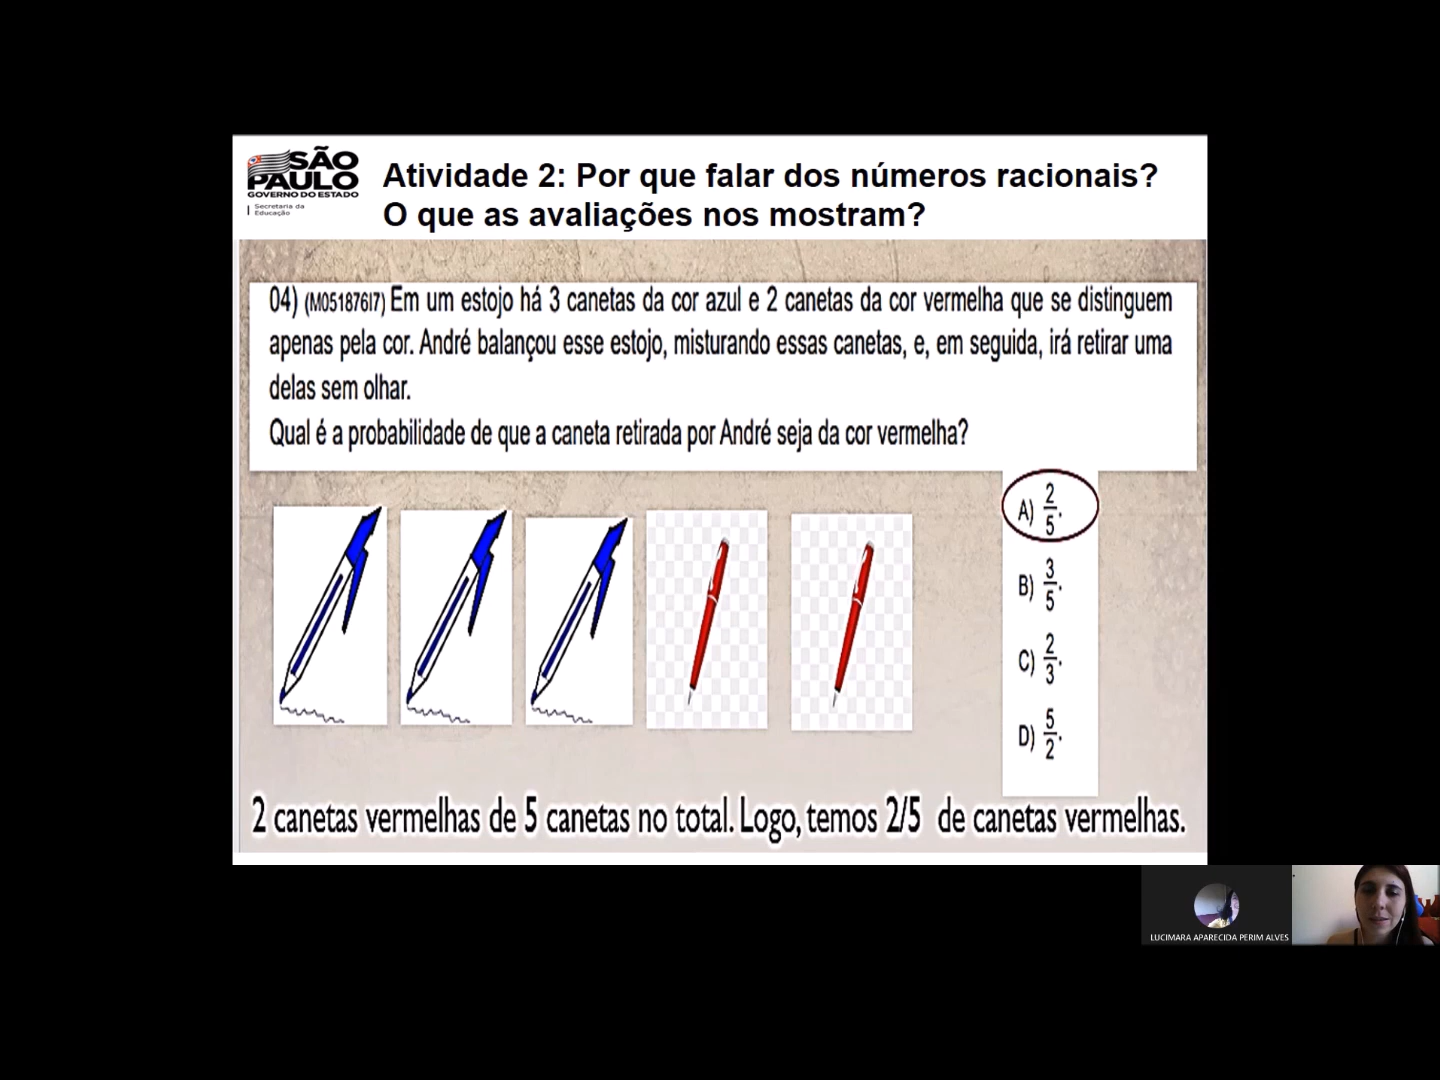 SÃO
PAULO
GOVERNO DO ESTADO
Secretaria da
Educação
Atividade 2: Por que falar dos números racionais?
O que as avaliações nos mostram?
04) (M051876I7) Em um estojo há 3 canetas da cor azul e 2 canetas da cor vermelha que se distinguem
apenas pela cor. André balançou esse estojo, misturando essas canetas, e, em seguida, irá retirar uma
delas sem olhar.
Qual é a probabilidade de que a caneta retirada por André seja da cor vermelha?
A) 2/5.
B) 3/5.
C) 2/3.
D) 5/2.
2 canetas vermelhas de 5 canetas no total. Logo, temos 2/5 de canetas vermelhas.
LUCIMARA APARECIDA PERIM ALVES